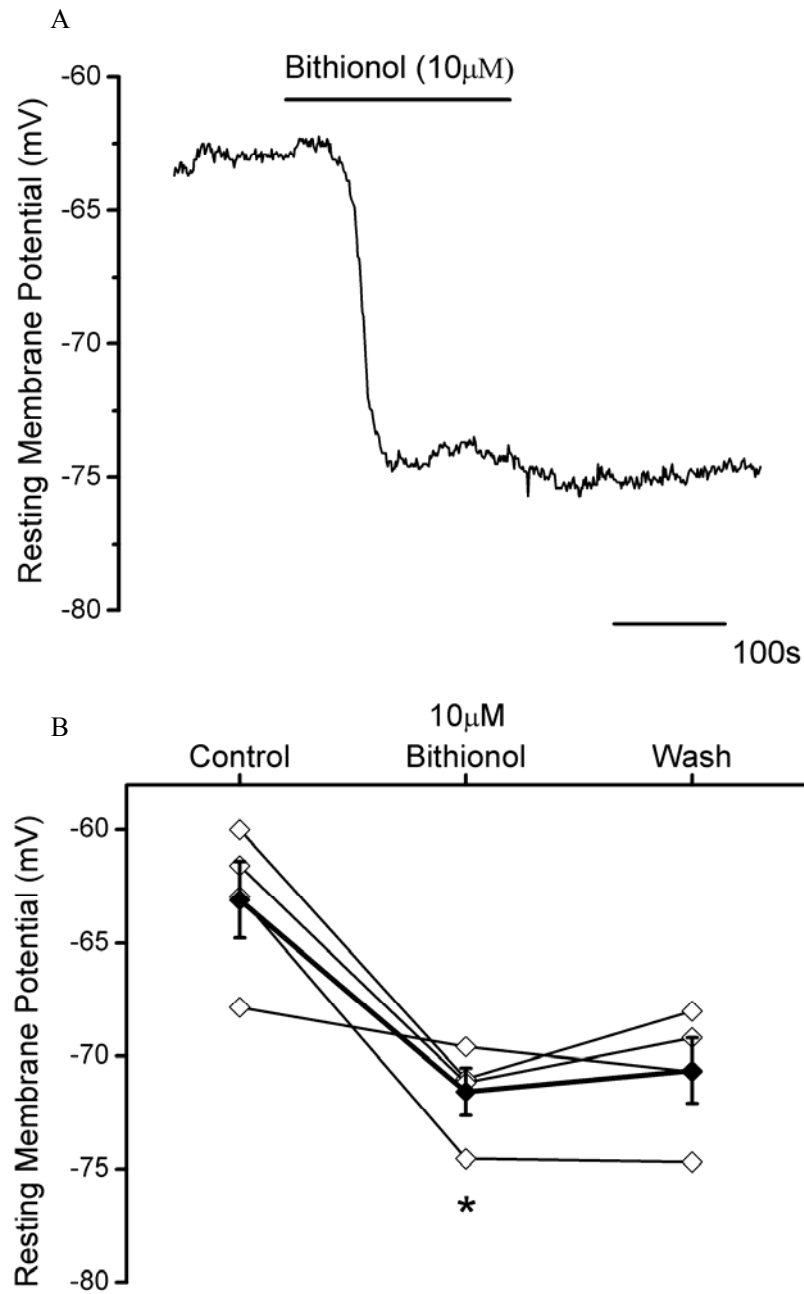 A
Bithionol (10μM)
Resting Membrane Potential (mV)
-60
-65
-70
-75
-80
100s
B
10μM
Control Bithionol Wash
Resting Membrane Potential (mV)
-60
-65
-70
-75
-80
*